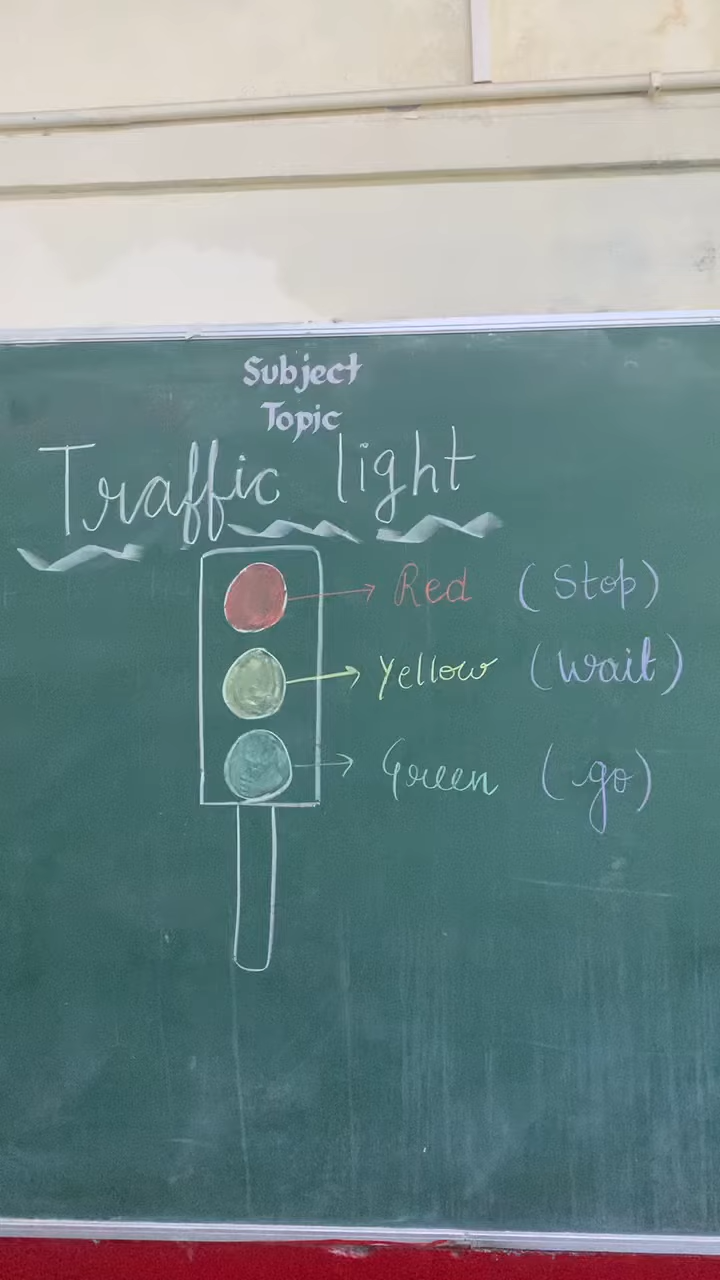 Subject
Topic
Traffic light
Red (Stop)
Yellow (Wait)
Green (go)